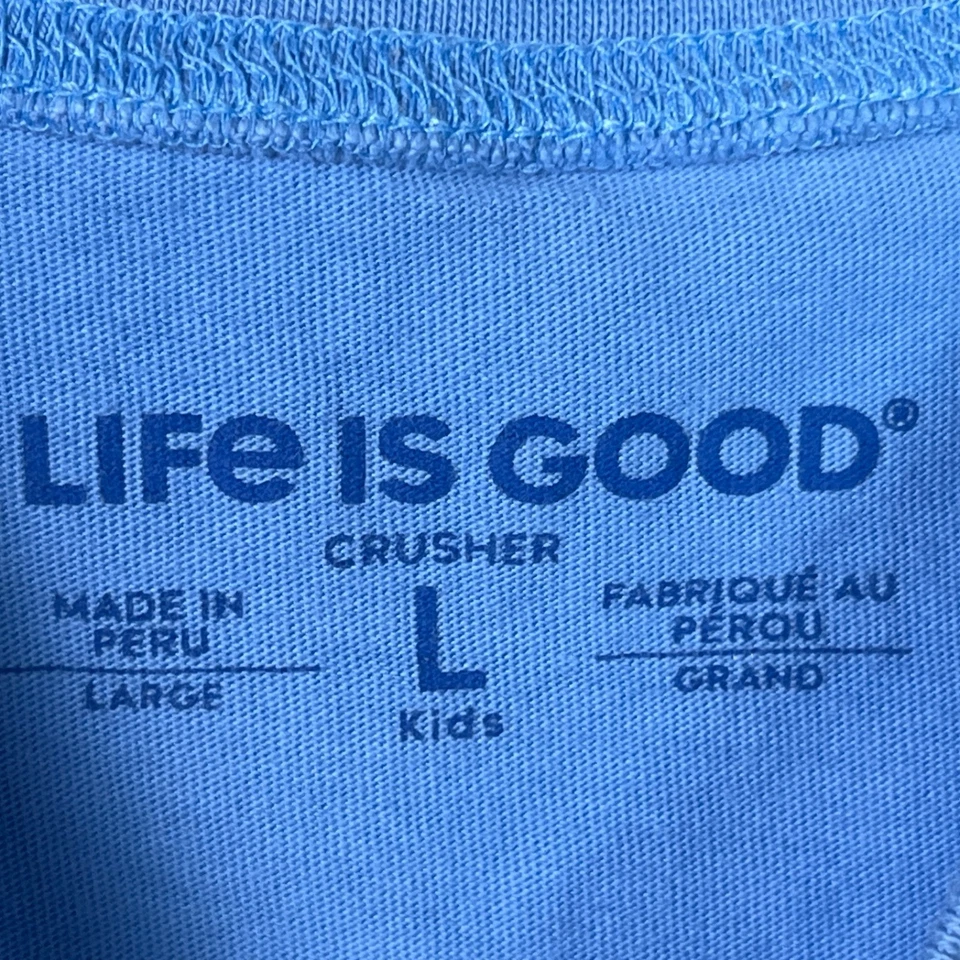 LIFe IS GOOD®
CRUSHER
MADE IN
PERU
LARGE
L
Kids
FABRIQUÉ AU
PÉROU
GRAND